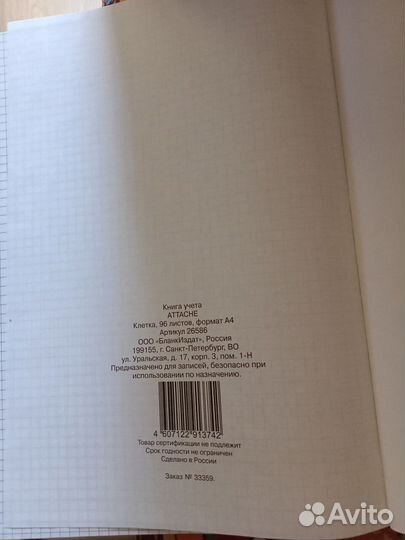 Книга учета
ATTACHE
Клетка, 96 листов, формат А4
Артикул 26586
ООО «БланкИздат», Россия
199155, г. Санкт-Петербург, ВО
ул. Уральская, д. 17, корп. 3, пом. 1-Н
Предназначено для записей, безопасно при
использовании по назначению.
4 607122 913742
Товар сертификации не подлежит
Срок годности не ограничен
Сделано в России
Заказ № 33359.
Avito